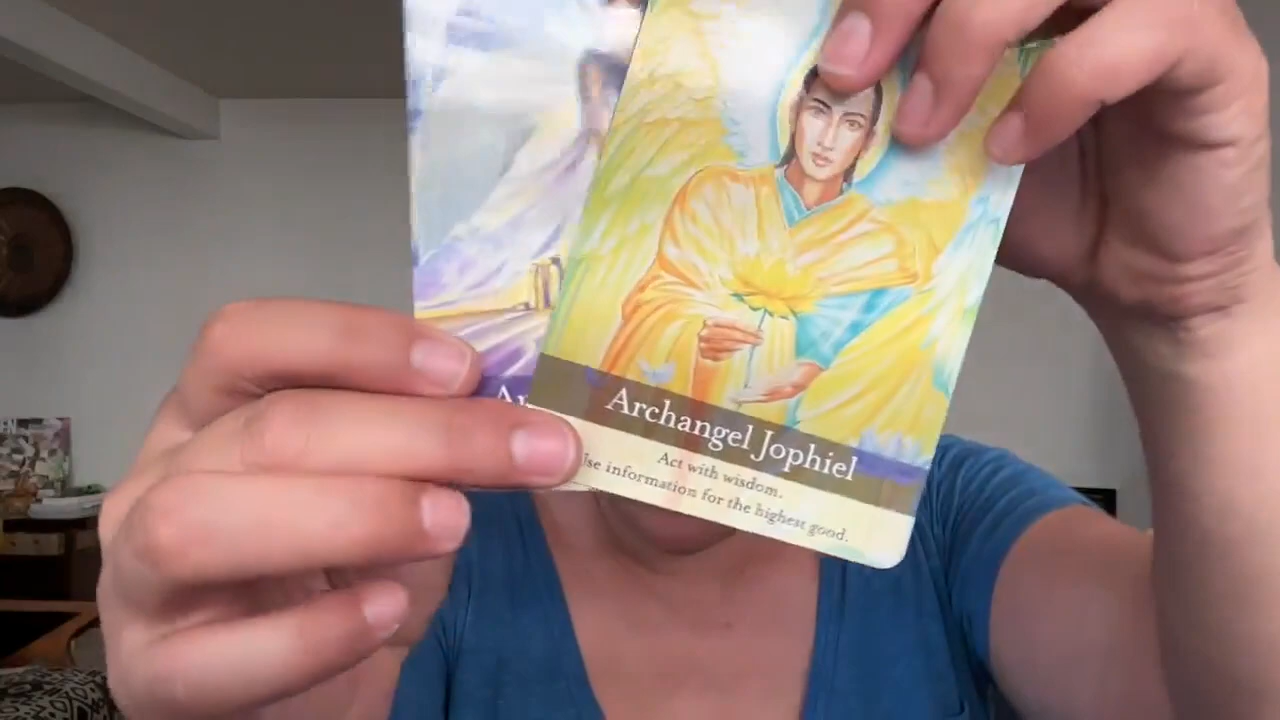 Archangel Jophiel
Act with wisdom.
Use information for the highest good.